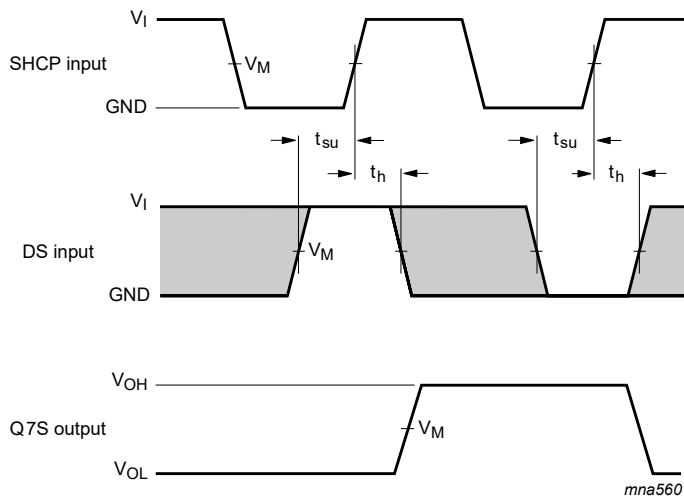 VI
SHCP input
VM
GND
tsu
tsu
th
th
VI
DS input
VM
GND
VOH
Q7S output
VM
VOL
mna560